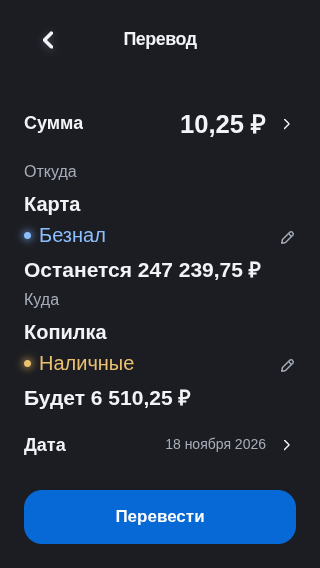 Перевод
Сумма 10,25 ₽
Откуда
Карта
Безнал
Останется 247 239,75 ₽
Куда
Копилка
Наличные
Будет 6 510,25 ₽
Дата 18 ноября 2026
Перевести